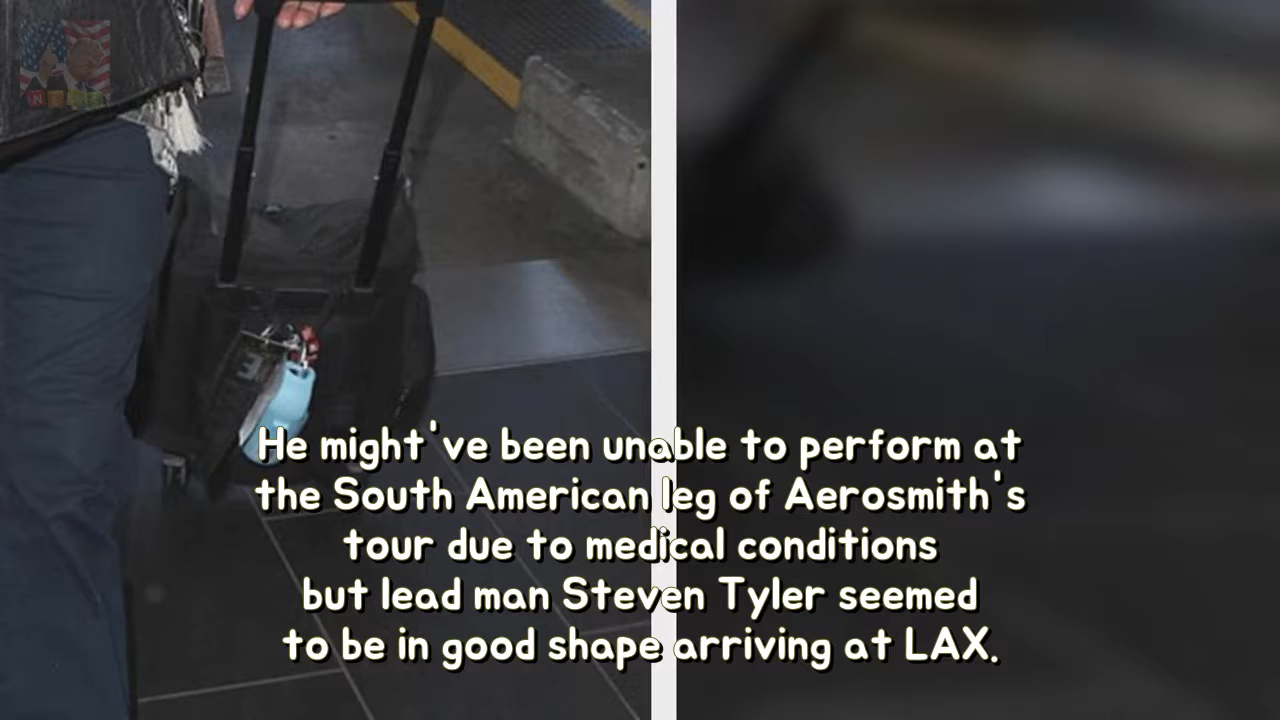 NEWS
He might've been unable to perform at
the South American leg of Aerosmith's
tour due to medical conditions
but lead man Steven Tyler seemed
to be in good shape arriving at LAX.